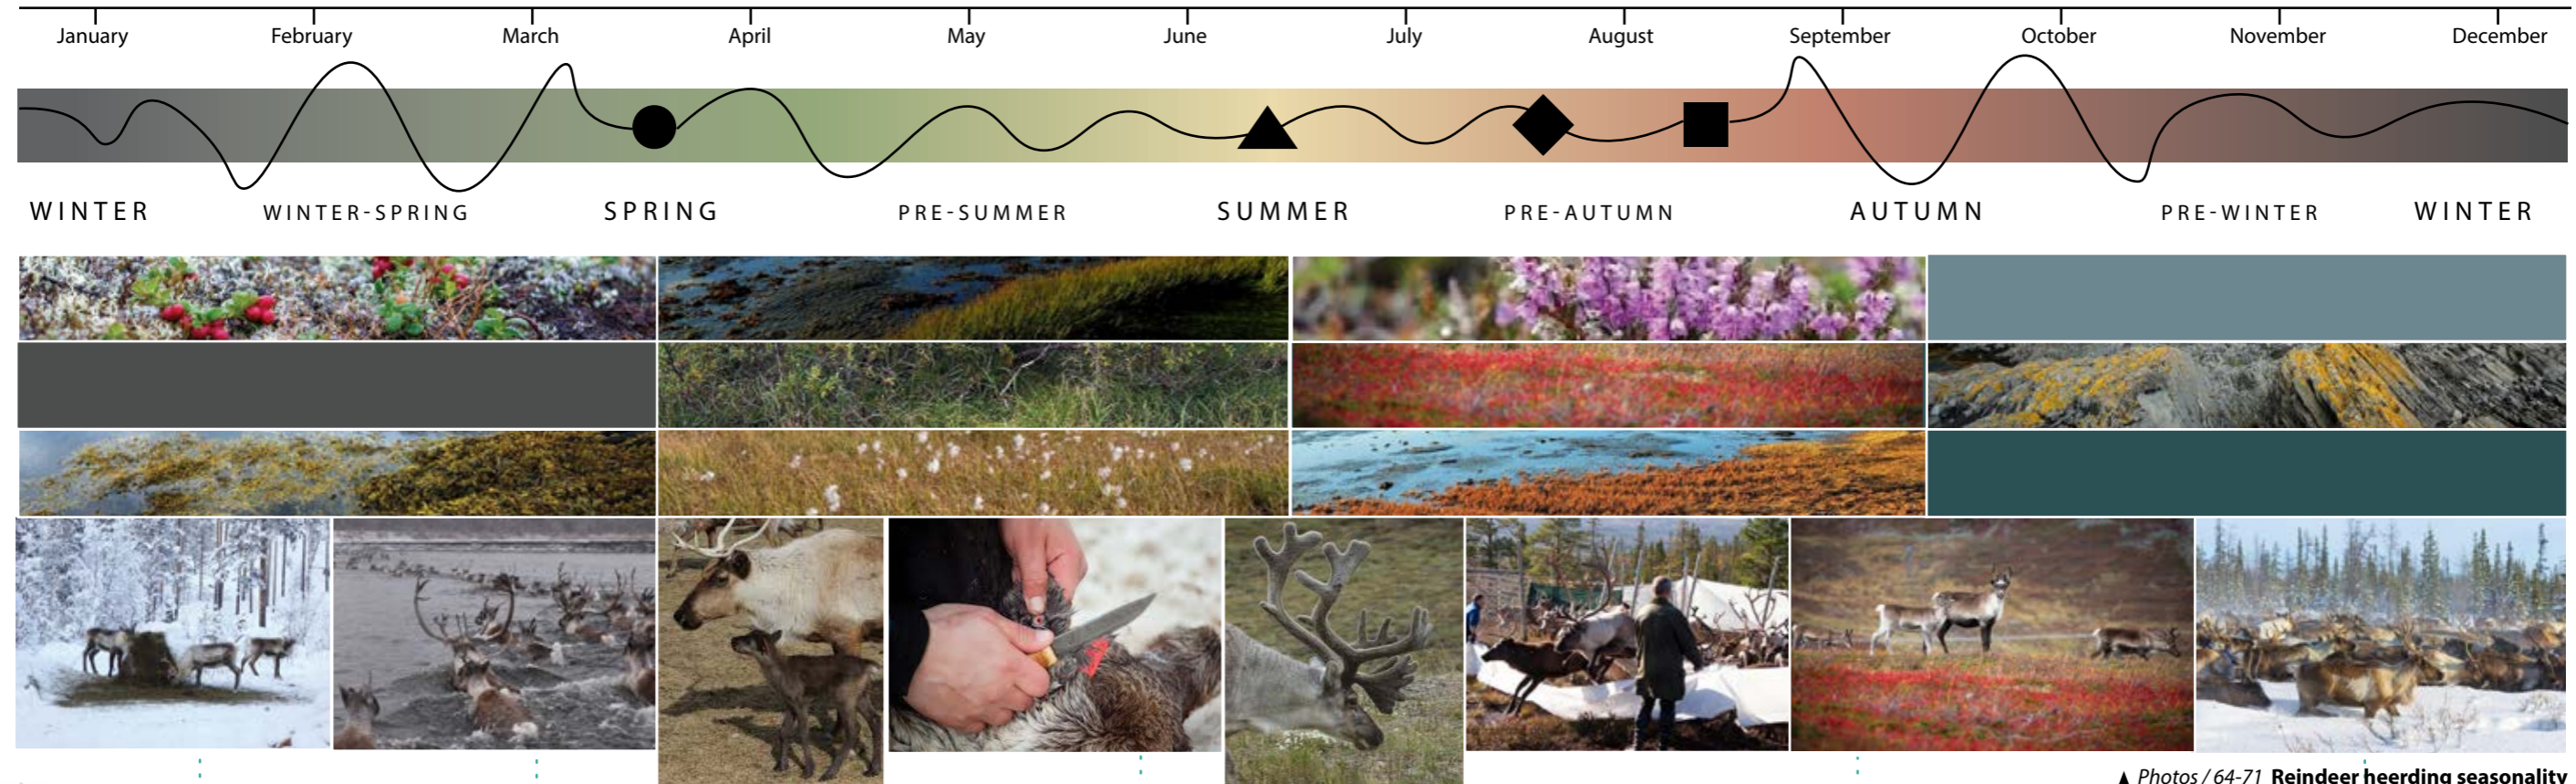 January February March April May June July August September October November December
WINTER WINTER-SPRING SPRING PRE-SUMMER SUMMER PRE-AUTUMN AUTUMN PRE-WINTER WINTER
▲ Photos / 64-71 Reindeer heerding seasonality